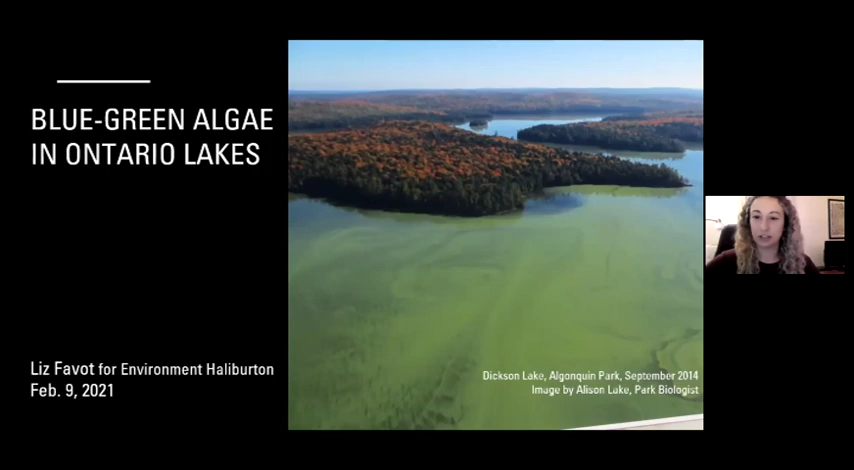 BLUE-GREEN ALGAE
IN ONTARIO LAKES
Liz Favot for Environment Haliburton
Feb. 9, 2021
Dickson Lake, Algonquin Park, September 2014
Image by Alison Lake, Park Biologist